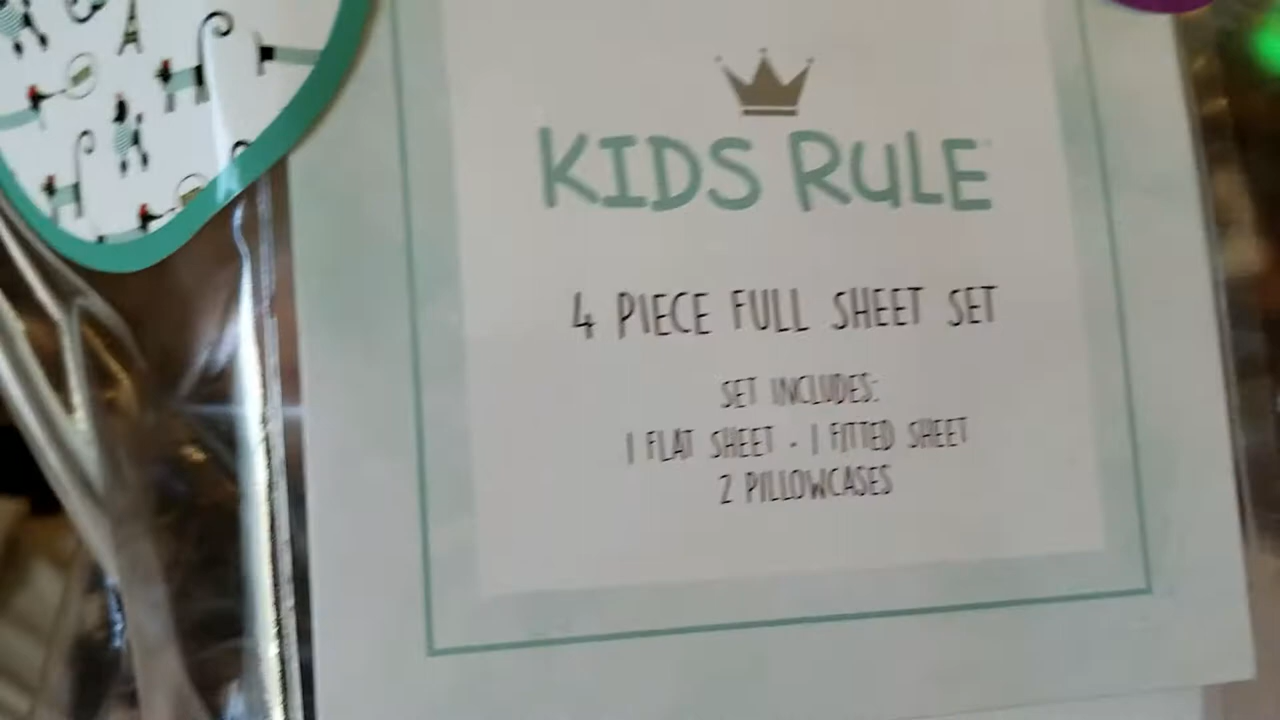 KIDS RULE
4 PIECE FULL SHEET SET
SET INCLUDES:
1 FLAT SHEET - 1 FITTED SHEET
2 PILLOWCASES